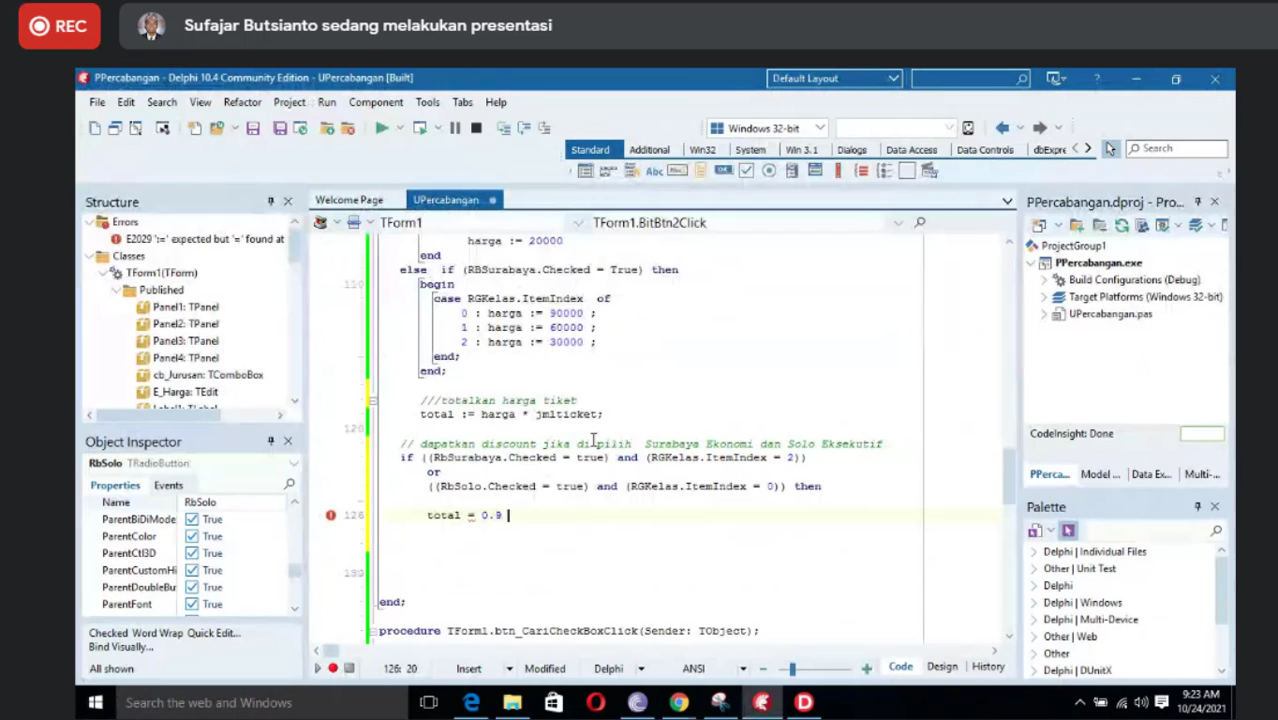 REC
Sufajar Butsianto sedang melakukan presentasi
PPercabangan - Delphi 10.4 Community Edition - UPercabangan [Built]
Default Layout
File Edit Search View Refactor Project Run Component Tools Tabs Help
Windows 32-bit
Standard Additional Win32 System Win 3.1 Dialogs Data Access Data Controls dbExpre
Search
Structure
Errors
E2029 ':=' expected but '=' found at
Classes
TForm1(TForm)
Published
Panel1: TPanel
Panel2: TPanel
Panel3: TPanel
Panel4: TPanel
cb_Jurusan: TComboBox
E_Harga: TEdit
Object Inspector
RbSolo TRadioButton
Properties Events
Name RbSolo
ParentBiDiMode True
ParentColor True
ParentCtl3D True
ParentCustomHi True
ParentDoubleBu True
ParentFont True
Checked Word Wrap Quick Edit...
Bind Visually...
All shown
Welcome Page UPercabangan
TForm1 TForm1.BitBtn2Click
harga := 20000
end
else if (RBSurabaya.Checked = True) then
110 begin
case RGKelas.ItemIndex of
0 : harga := 90000 ;
1 : harga := 60000 ;
2 : harga := 30000 ;
end;
end;
///totalkan harga tiket
total := harga * jmlticket;
120
// dapatkan discount jika di pilih Surabaya Ekonomi dan Solo Eksekutif
if ((RbSurabaya.Checked = true) and (RGKelas.ItemIndex = 2))
or
((RbSolo.Checked = true) and (RGKelas.ItemIndex = 0)) then
126 total = 0.9
130
end;
procedure TForm1.btn_CariCheckBoxClick(Sender: TObject);
126: 20 Insert Modified Delphi ANSI Code Design History
PPercabangan.dproj - Pro...
ProjectGroup1
PPercabangan.exe
Build Configurations (Debug)
Target Platforms (Windows 32-bit)
UPercabangan.pas
CodeInsight: Done
PPerca... Model ... Data Ex... Multi-...
Palette
Delphi | Individual Files
Other | Unit Test
Delphi
Delphi | Windows
Delphi | Multi-Device
Other | Web
Other
Delphi | DUnitX
Search the web and Windows
9:23 AM
10/24/2021